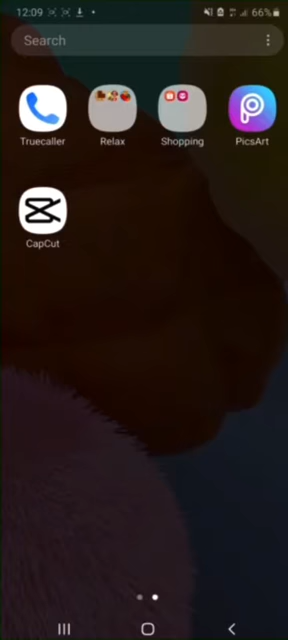 12:09
66%
Search
Truecaller
Relax
Shopping
PicsArt
CapCut